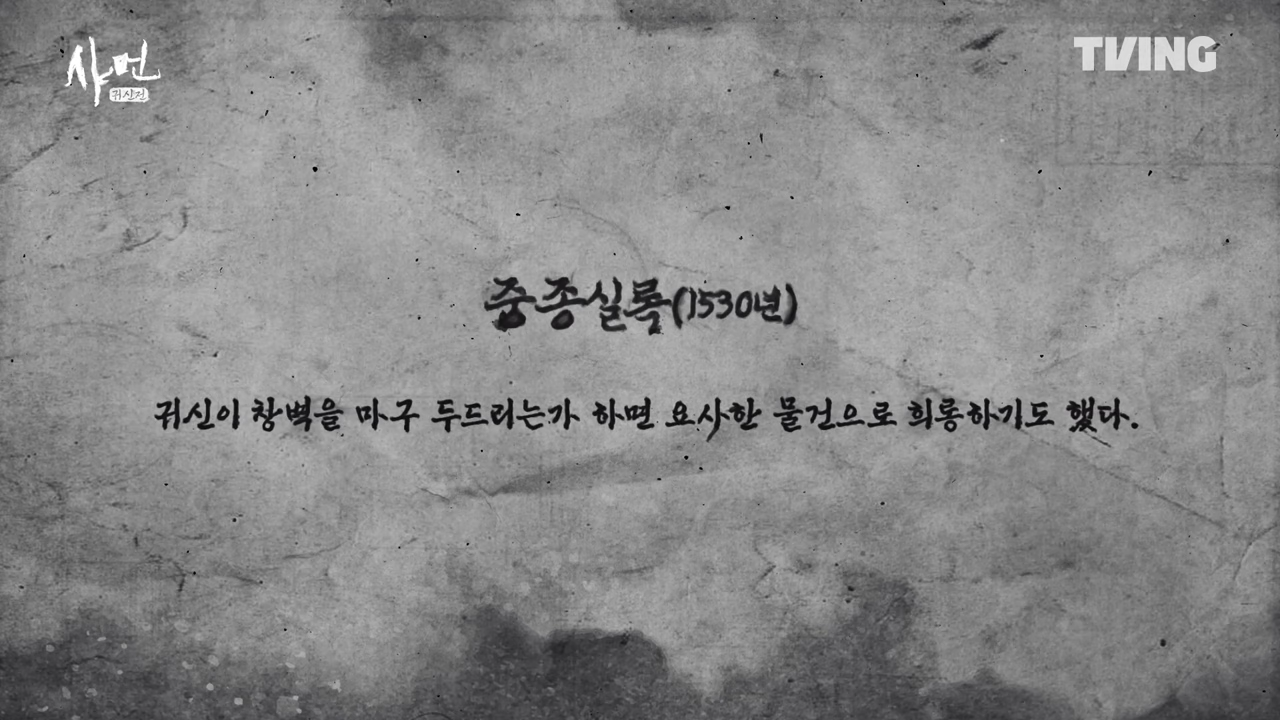 샤먼
귀신전
TVING
중종실록(1530년)
귀신이 창벽을 마구 두드리는가 하면 요사한 물건으로 희롱하기도 했다.